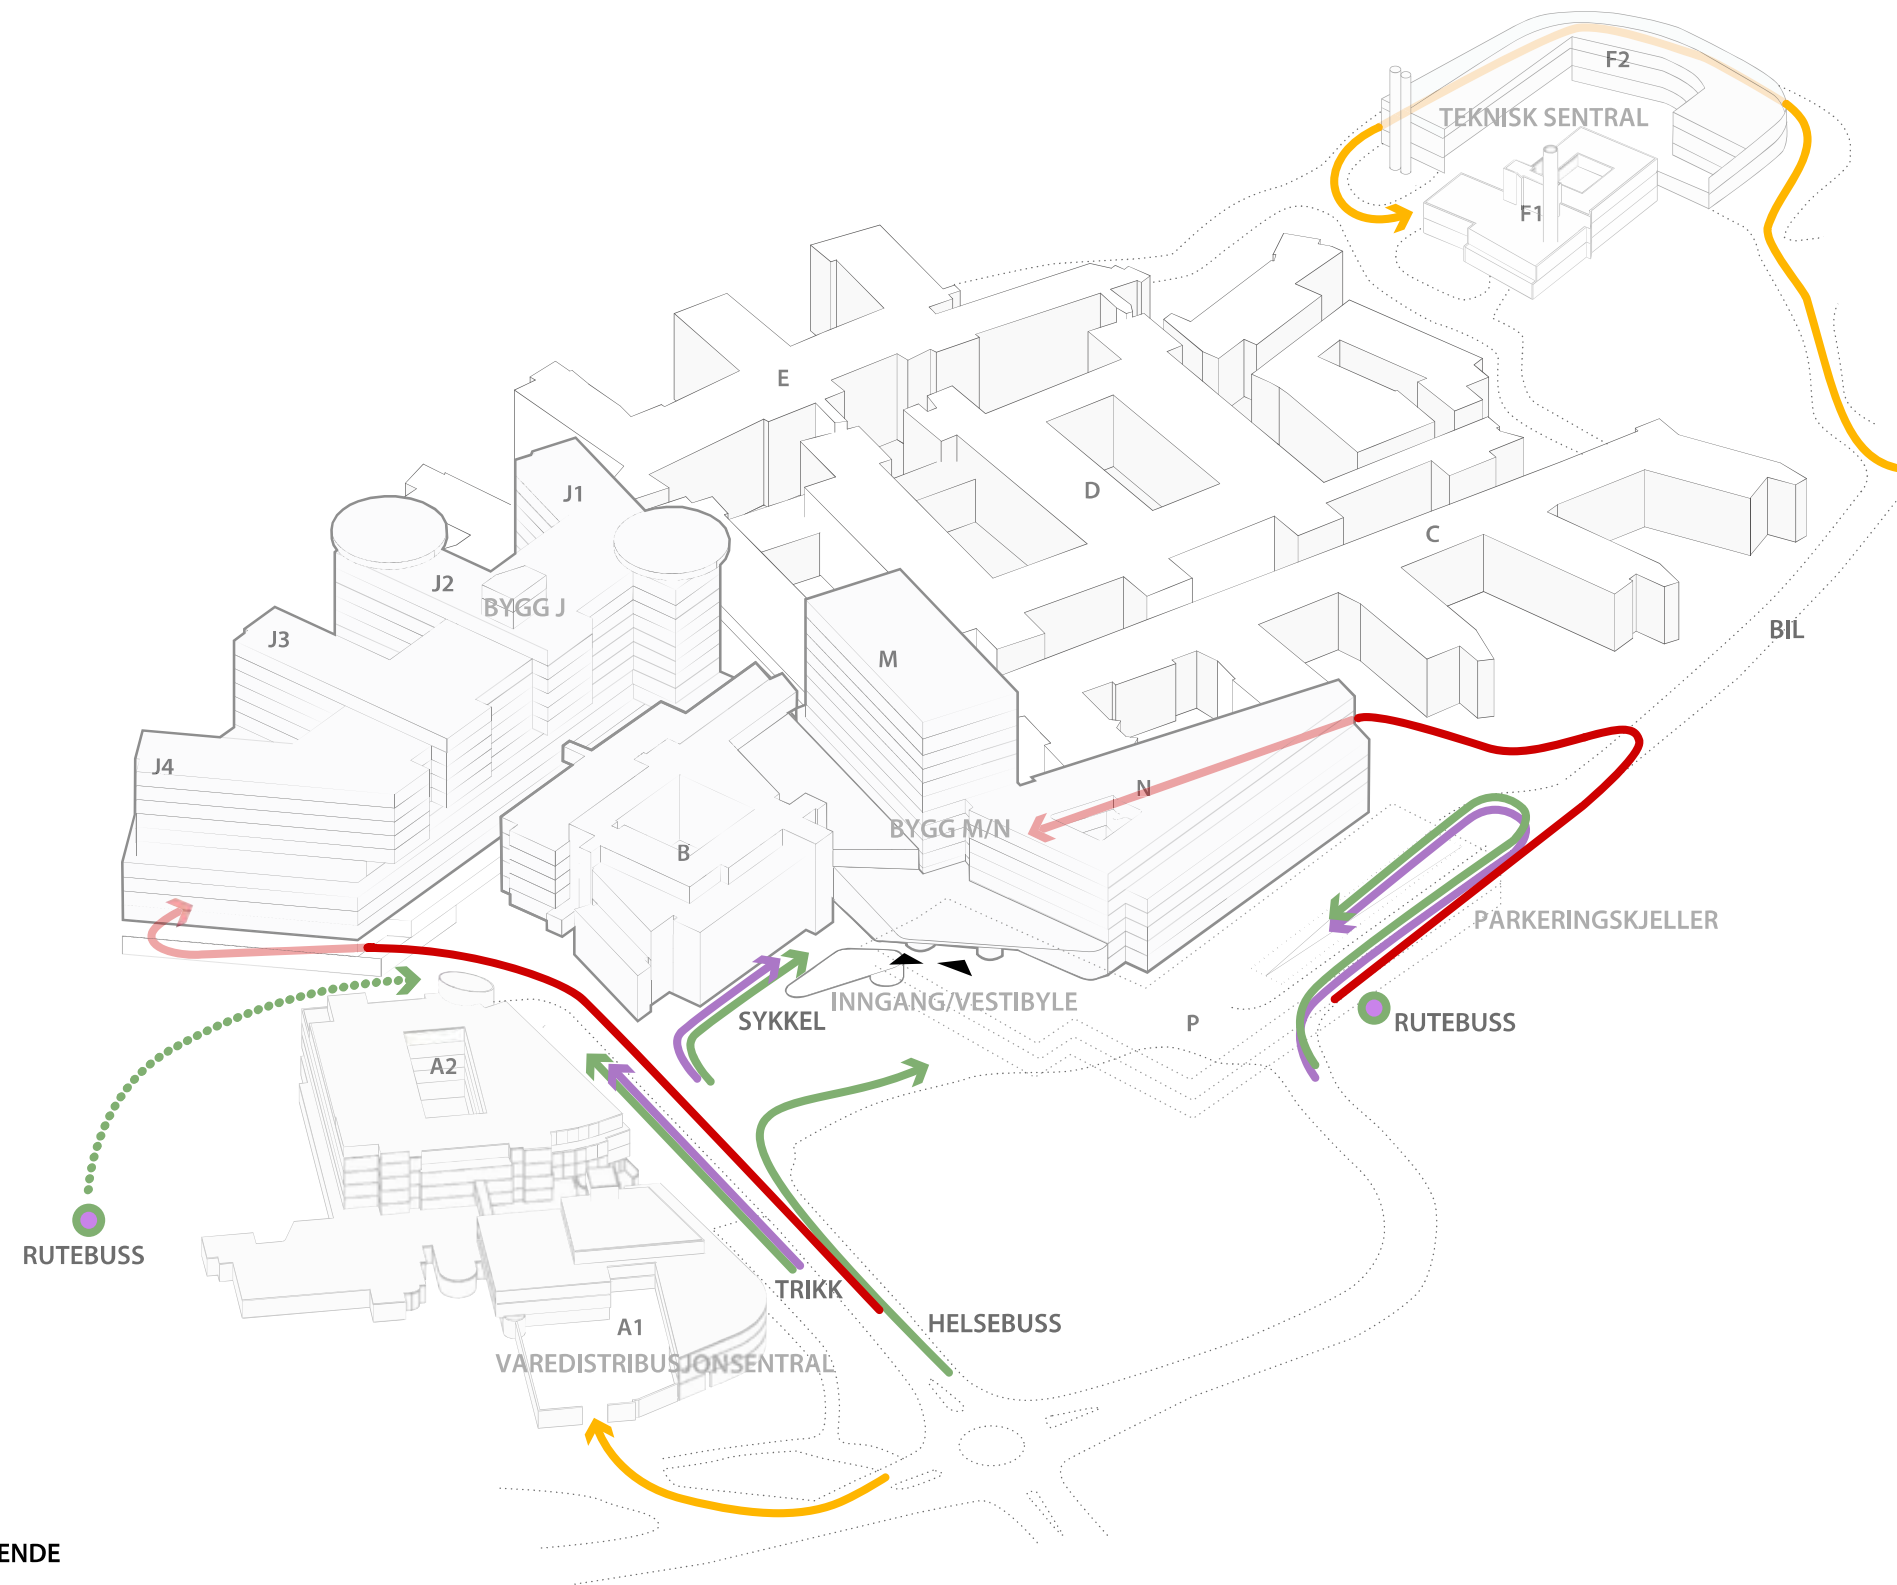 F2
TEKNISK SENTRAL
F1
E
J1
D
C
J2
BYGG J
BIL
J3
M
J4
N
BYGG M/N
B
PARKERINGSKJELLER
INNGANG/VESTIBYLE
SYKKEL
P
RUTEBUSS
A2
RUTEBUSS
TRIKK
HELSEBUSS
A1
VAREDISTRIBUSJONSENTRAL
ENDE